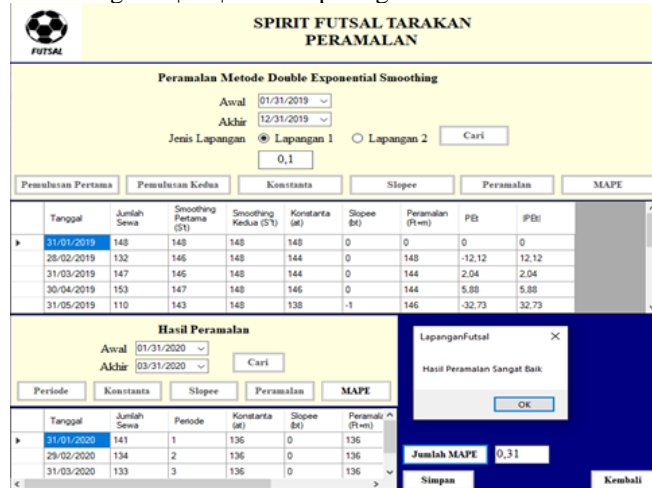 SPIRIT FUTSAL TARAKAN
PERAMALAN
FUTSAL
Peramalan Metode Double Exponential Smoothing
Awal 01/31/2019
Akhir 12/31/2019
Jenis Lapangan Lapangan 1 Lapangan 2 Cari
0,1
Pemulusan Pertama Pemulusan Kedua Konstanta Slopee Peramalan MAPE
Tanggal Jumlah Sewa Smoothing Pertama (S't) Smoothing Kedua (S"t) Konstanta (at) Slopee (bt) Peramalan (Ft+m) PEt |PEt|
31/01/2019 148 148 148 148 0 0 0 0
28/02/2019 132 146 148 144 0 148 -12,12 12,12
31/03/2019 147 146 148 144 0 144 2,04 2,04
30/04/2019 153 147 148 146 0 144 5,88 5,88
31/05/2019 110 143 148 138 -1 146 -32,73 32,73
Hasil Peramalan
Awal 01/31/2020
Akhir 03/31/2020 Cari
Periode Konstanta Slopee Peramalan MAPE
Tanggal Jumlah Sewa Periode Konstanta (at) Slopee (bt) Peramala (Ft+m)
31/01/2020 141 1 136 0 136
29/02/2020 134 2 136 0 136
31/03/2020 133 3 136 0 136
LapanganFutsal
Hasil Peramalan Sangat Baik
OK
Jumlah MAPE 0,31
Simpan Kembali